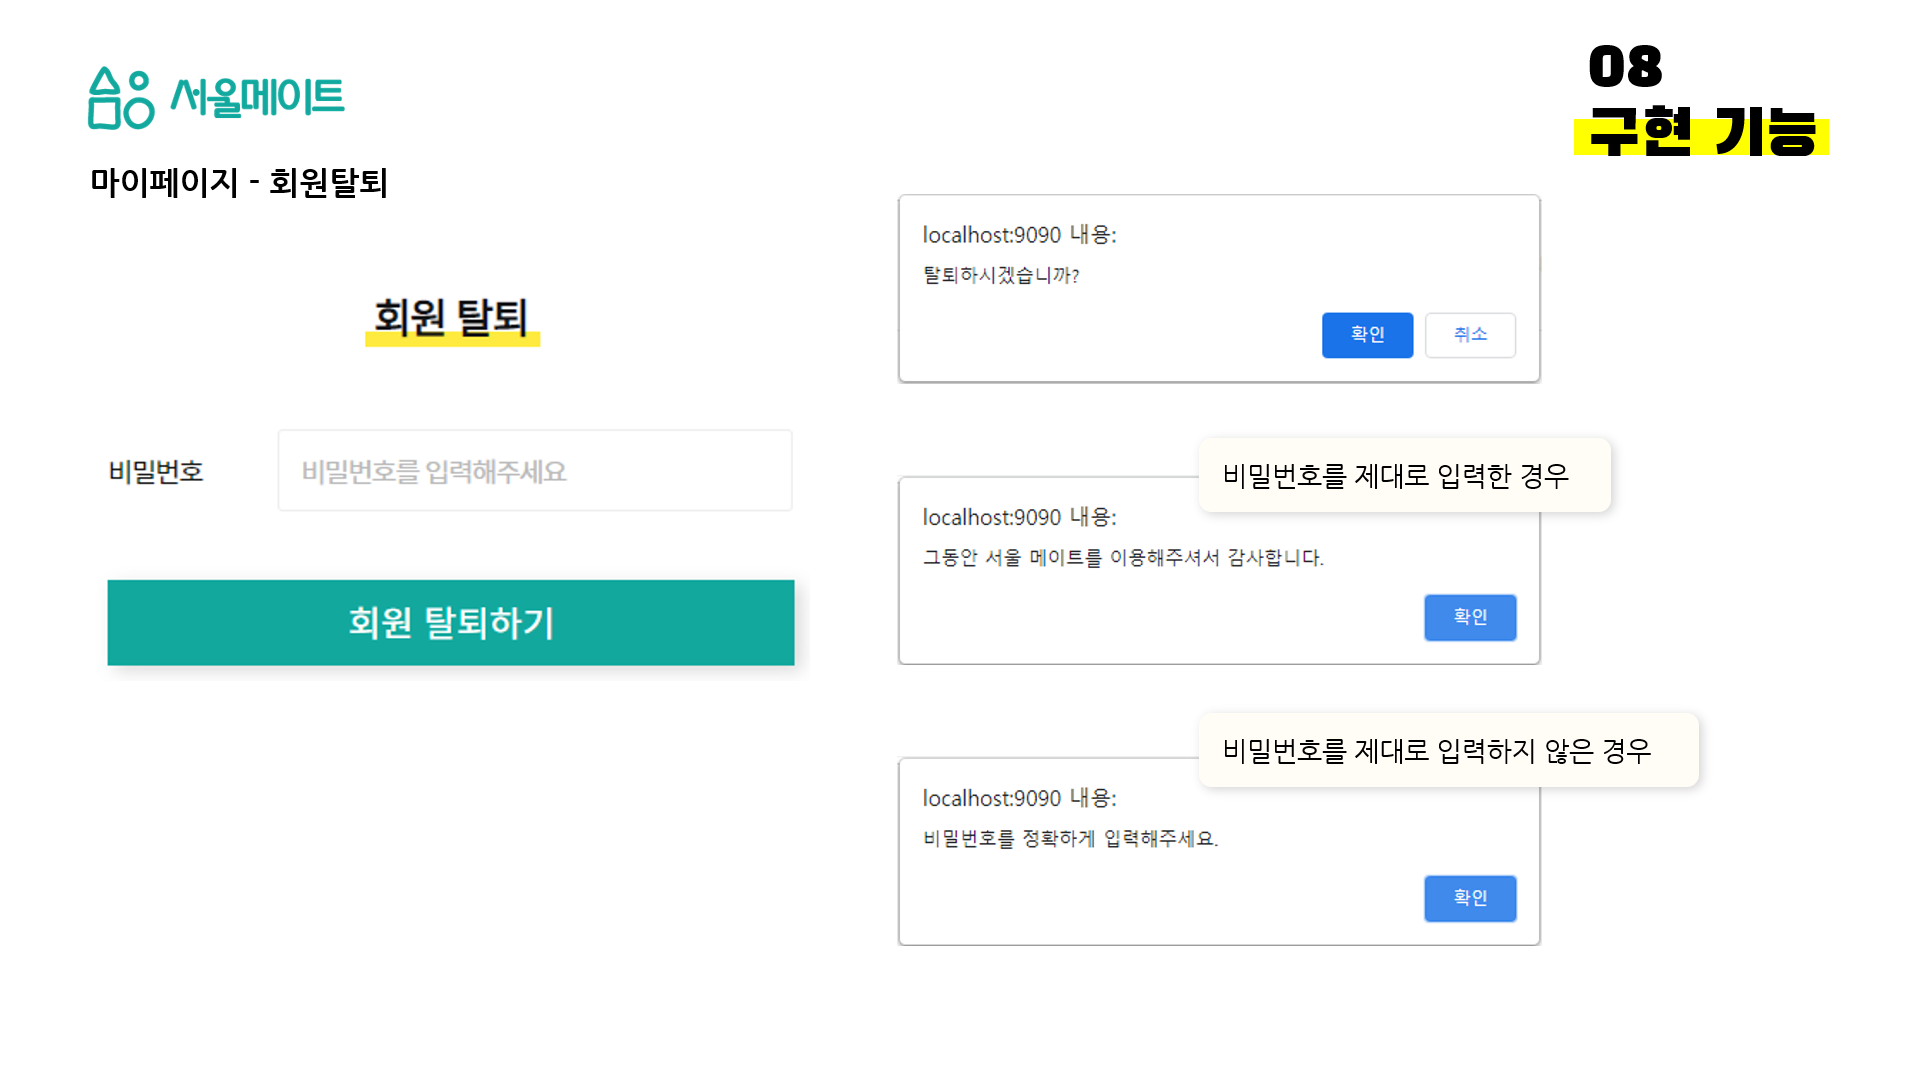 서울메이트
08
구현 기능
마이페이지 - 회원탈퇴
회원 탈퇴
비밀번호
비밀번호를 입력해주세요
회원 탈퇴하기
localhost:9090 내용:
탈퇴하시겠습니까?
확인
취소
비밀번호를 제대로 입력한 경우
localhost:9090 내용:
그동안 서울 메이트를 이용해주셔서 감사합니다.
확인
비밀번호를 제대로 입력하지 않은 경우
localhost:9090 내용:
비밀번호를 정확하게 입력해주세요.
확인